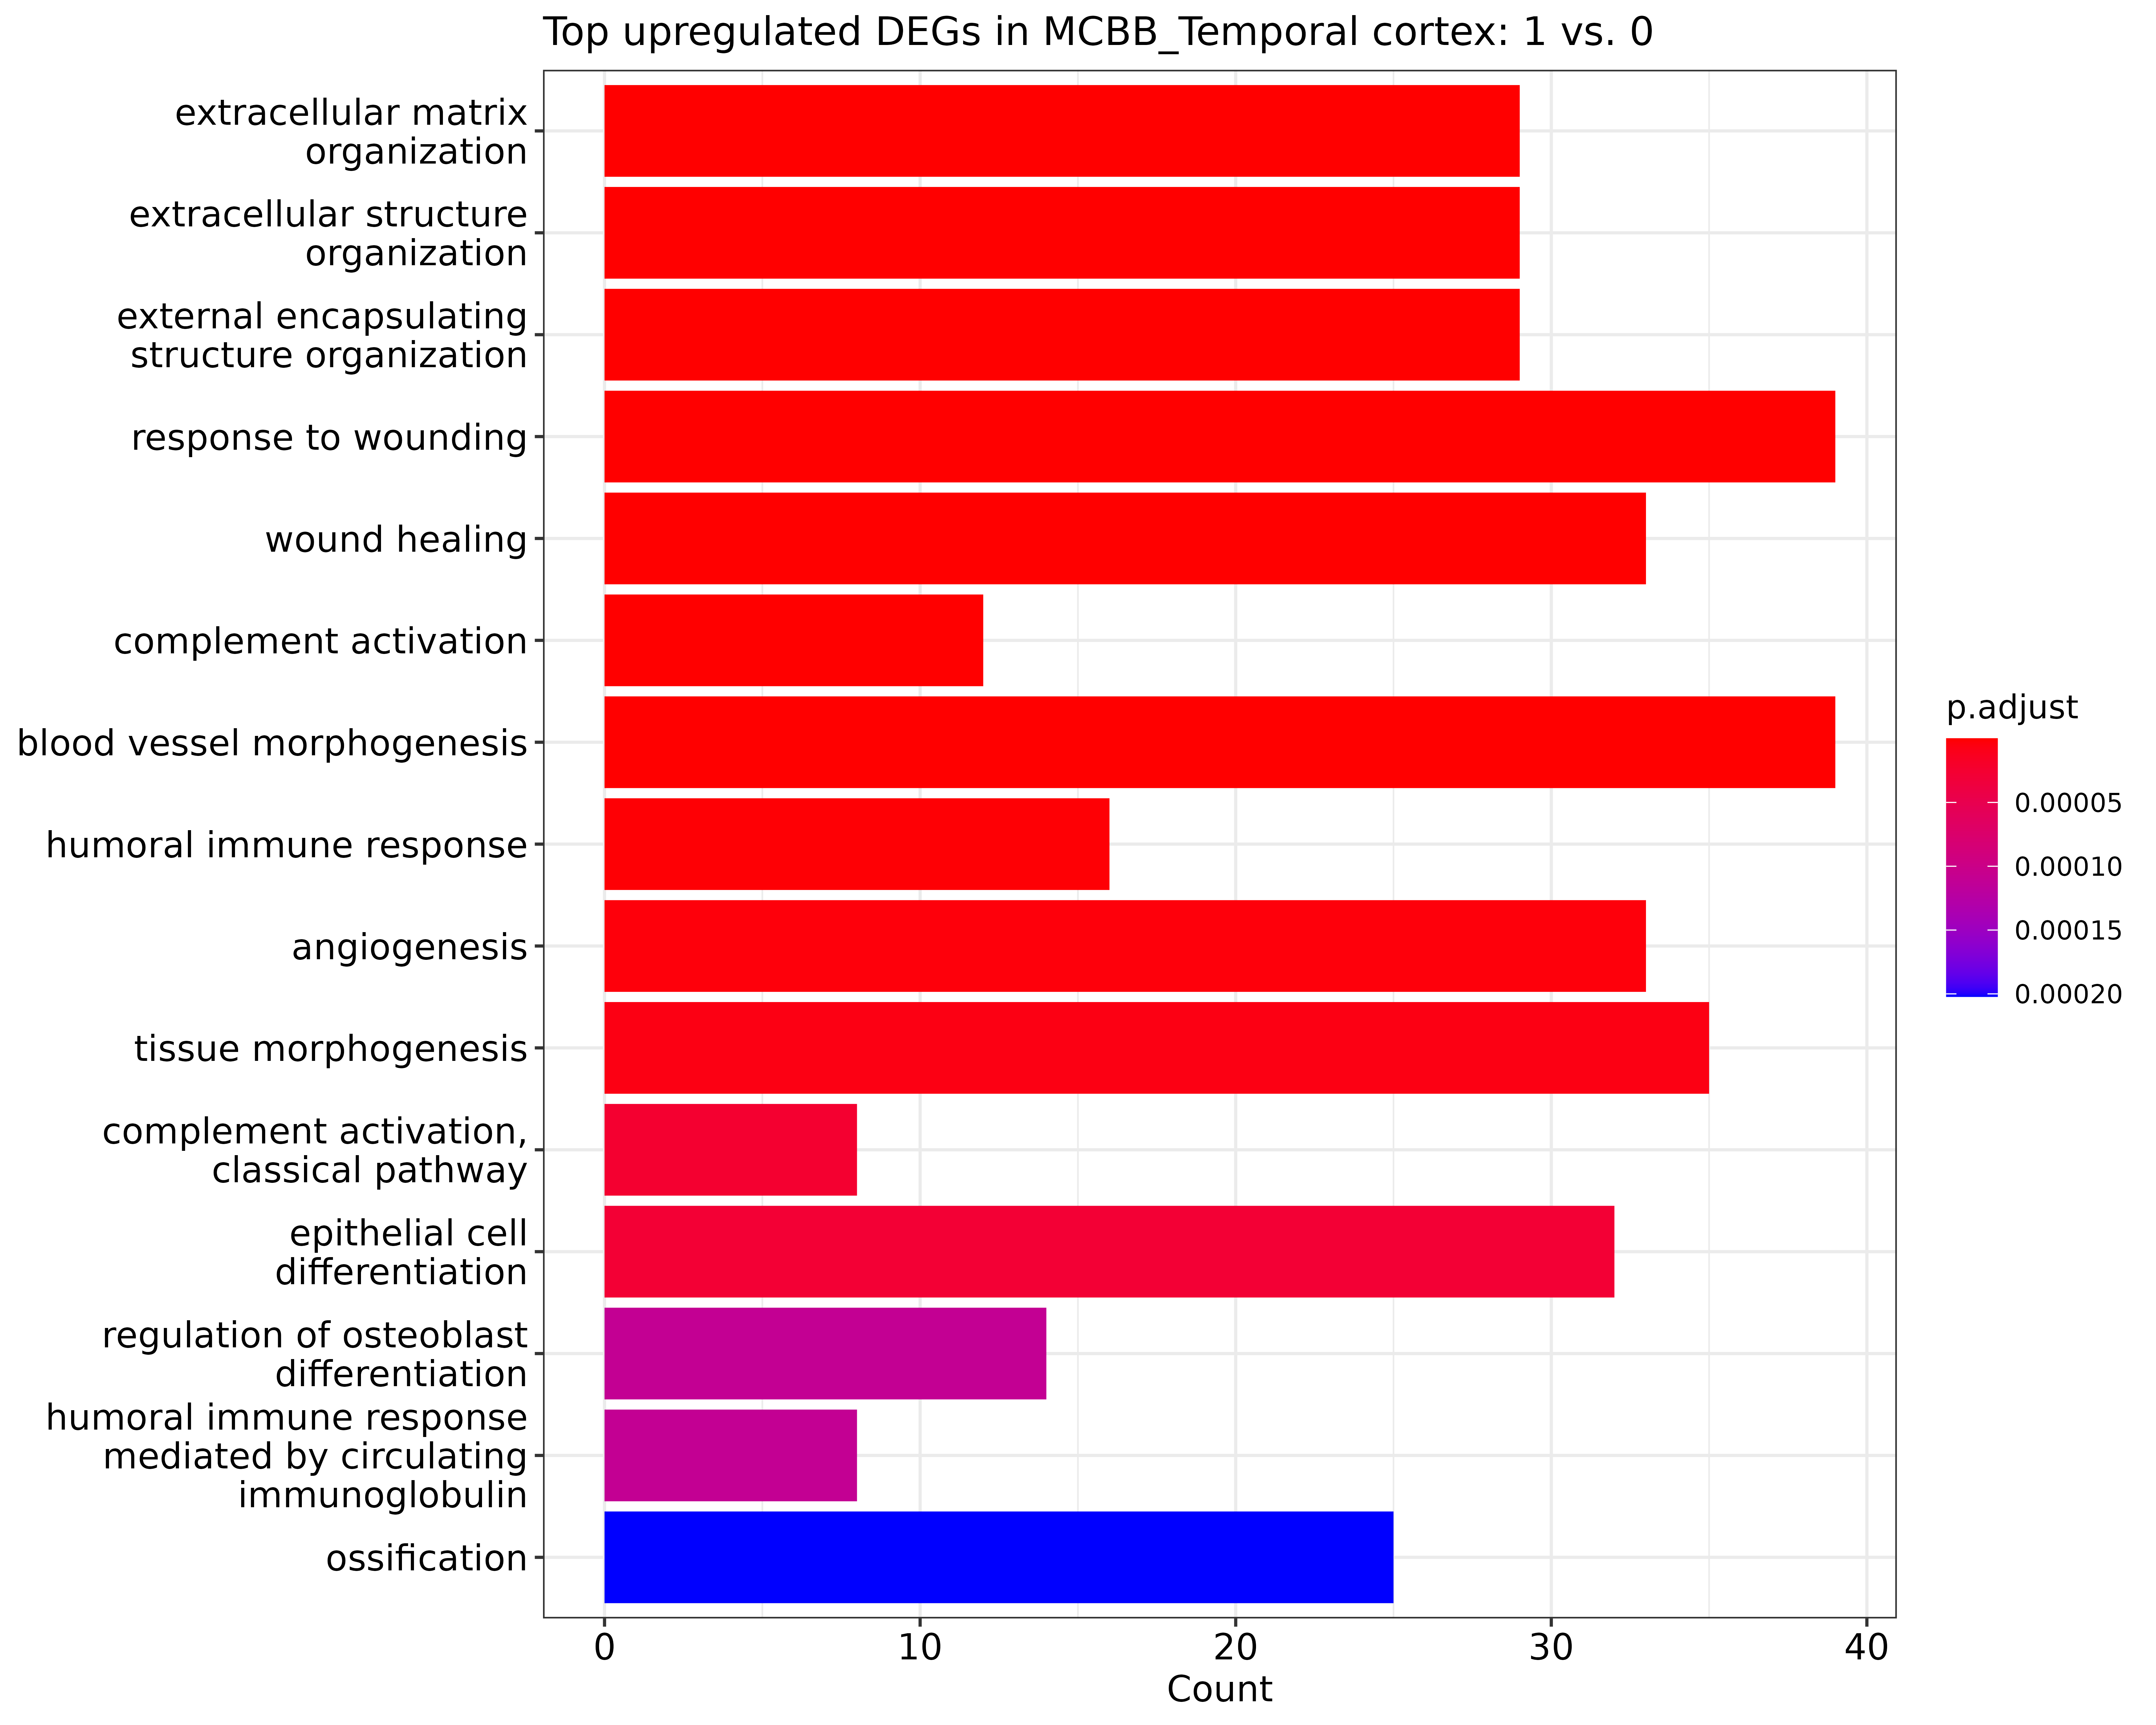 Top upregulated DEGs in MCBB_Temporal cortex: 1 vs. 0
extracellular matrix
organization
extracellular structure
organization
external encapsulating
structure organization
response to wounding
wound healing
complement activation
blood vessel morphogenesis
humoral immune response
angiogenesis
tissue morphogenesis
complement activation,
classical pathway
epithelial cell
differentiation
regulation of osteoblast
differentiation
humoral immune response
mediated by circulating
immunoglobulin
ossification
0 10 20 30 40
Count
p.adjust
0.00005
0.00010
0.00015
0.00020